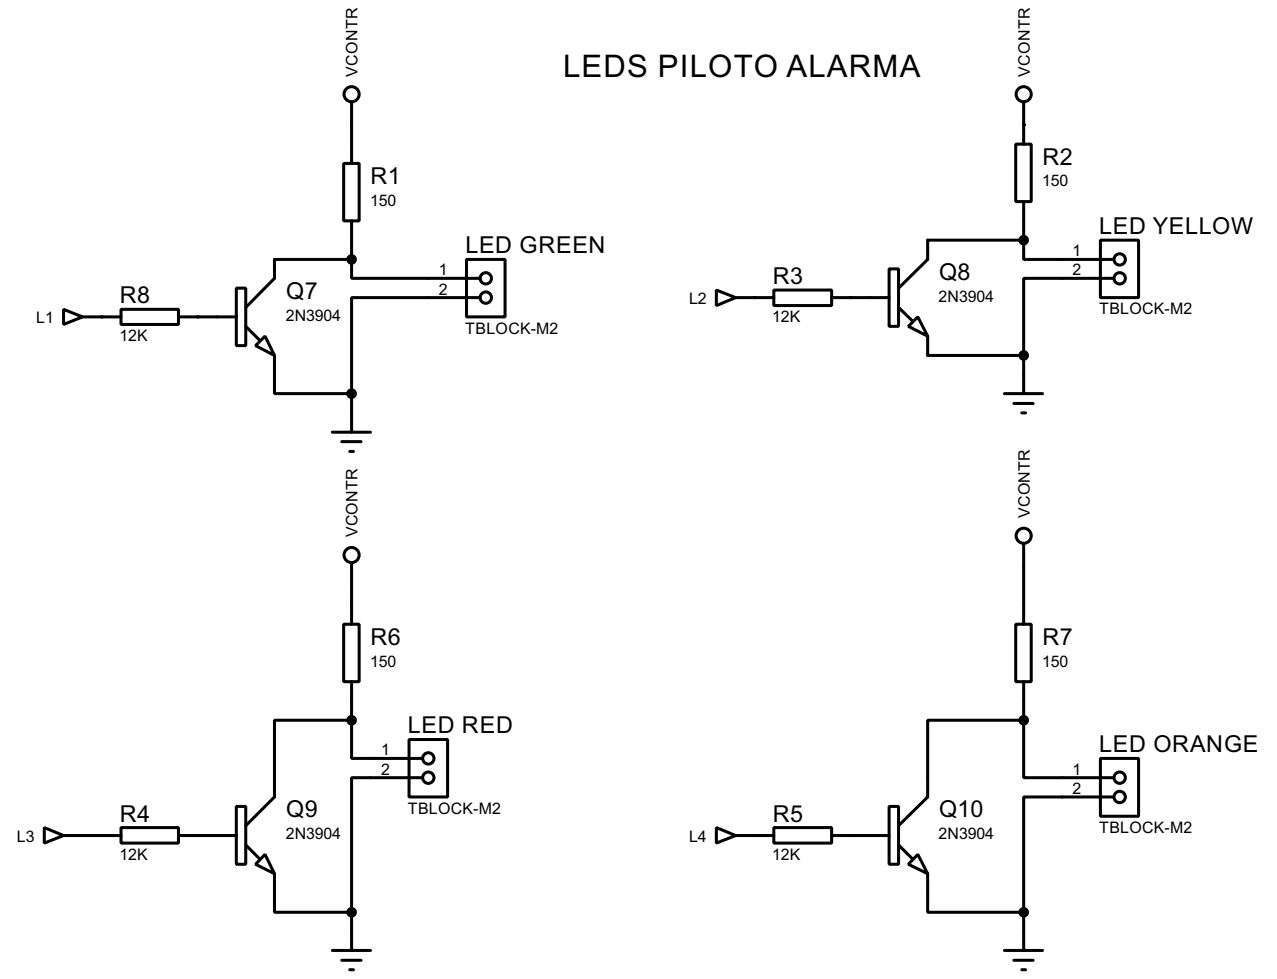 LEDS PILOTO ALARMA
VCONTR
R1
150
LED GREEN
1
2
TBLOCK-M2
Q7
2N3904
R8
12K
L1
VCONTR
R2
150
LED YELLOW
1
2
TBLOCK-M2
Q8
2N3904
R3
12K
L2
VCONTR
R6
150
LED RED
1
2
TBLOCK-M2
Q9
2N3904
R4
12K
L3
VCONTR
R7
150
LED ORANGE
1
2
TBLOCK-M2
Q10
2N3904
R5
12K
L4